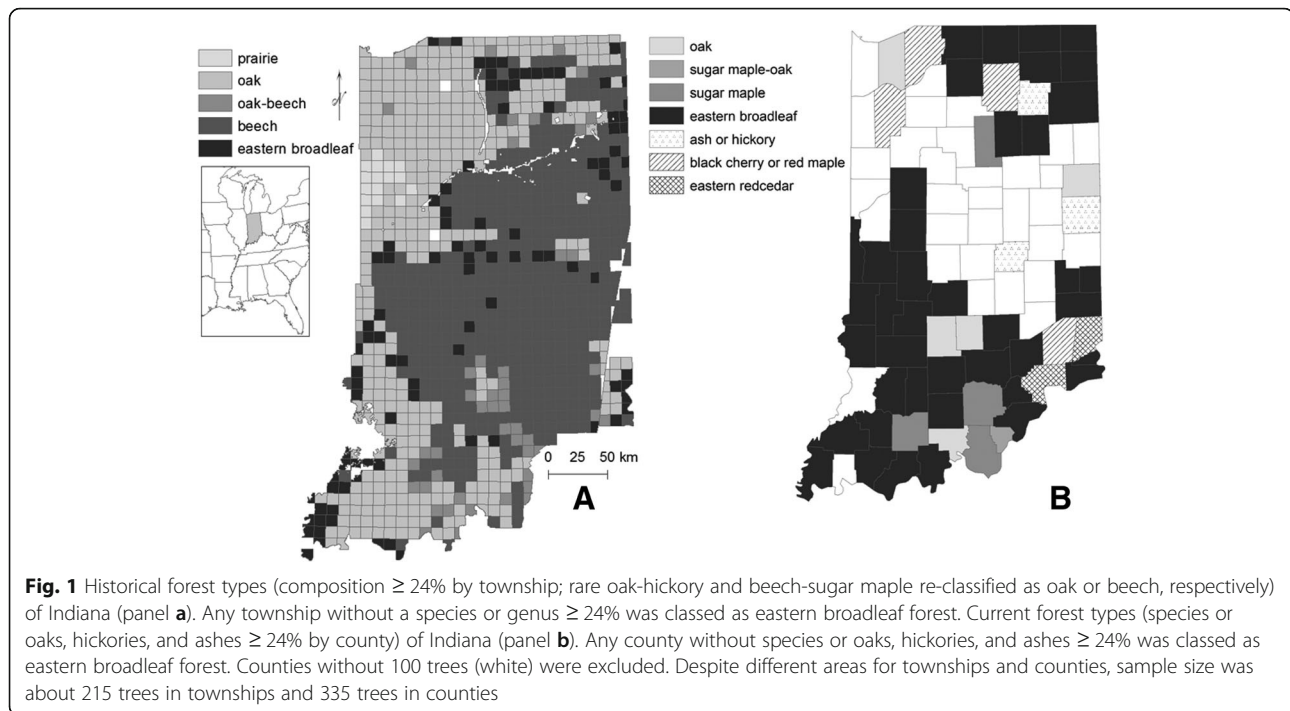 prairie
oak
oak-beech
beech
eastern broadleaf
0 25 50 km
A
oak
sugar maple-oak
sugar maple
eastern broadleaf
ash or hickory
black cherry or red maple
eastern redcedar
B
Fig. 1 Historical forest types (composition ≥ 24% by township; rare oak-hickory and beech-sugar maple re-classified as oak or beech, respectively)
of Indiana (panel a). Any township without a species or genus ≥ 24% was classed as eastern broadleaf forest. Current forest types (species or
oaks, hickories, and ashes ≥ 24% by county) of Indiana (panel b). Any county without species or oaks, hickories, and ashes ≥ 24% was classed as
eastern broadleaf forest. Counties without 100 trees (white) were excluded. Despite different areas for townships and counties, sample size was
about 215 trees in townships and 335 trees in counties